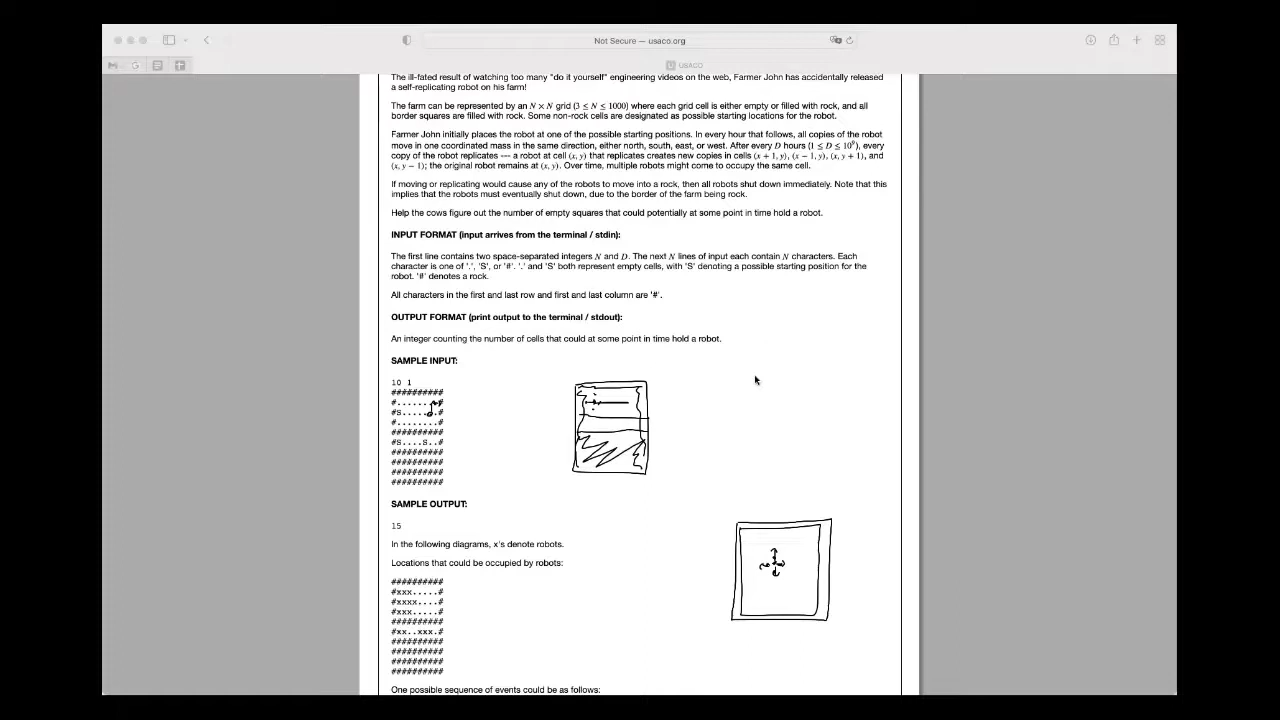 Not Secure — usaco.org
USACO
The ill-fated result of watching too many "do it yourself" engineering videos on the web, Farmer John has accidentally released
a self-replicating robot on his farm!
The farm can be represented by an N × N grid (3 ≤ N ≤ 1000) where each grid cell is either empty or filled with rock, and all
border squares are filled with rock. Some non-rock cells are designated as possible starting locations for the robot.
Farmer John initially places the robot at one of the possible starting positions. In every hour that follows, all copies of the robot
move in one coordinated mass in the same direction, either north, south, east, or west. After every D hours (1 ≤ D ≤ 10⁹), every
copy of the robot replicates --- a robot at cell (x, y) that replicates creates new copies in cells (x + 1, y), (x − 1, y), (x, y + 1), and
(x, y − 1); the original robot remains at (x, y). Over time, multiple robots might come to occupy the same cell.
If moving or replicating would cause any of the robots to move into a rock, then all robots shut down immediately. Note that this
implies that the robots must eventually shut down, due to the border of the farm being rock.
Help the cows figure out the number of empty squares that could potentially at some point in time hold a robot.
INPUT FORMAT (input arrives from the terminal / stdin):
The first line contains two space-separated integers N and D. The next N lines of input each contain N characters. Each
character is one of '.', 'S', or '#'. '.' and 'S' both represent empty cells, with 'S' denoting a possible starting position for the
robot. '#' denotes a rock.
All characters in the first and last row and first and last column are '#'.
OUTPUT FORMAT (print output to the terminal / stdout):
An integer counting the number of cells that could at some point in time hold a robot.
SAMPLE INPUT:
10 1
##########
#........#
#S.......#
#........#
##########
#S....S..#
##########
##########
##########
##########
SAMPLE OUTPUT:
15
In the following diagrams, x's denote robots.
Locations that could be occupied by robots:
##########
#xxx.....#
#xxxx....#
#xxx.....#
##########
#xx..xxx.#
##########
##########
##########
##########
One possible sequence of events could be as follows: